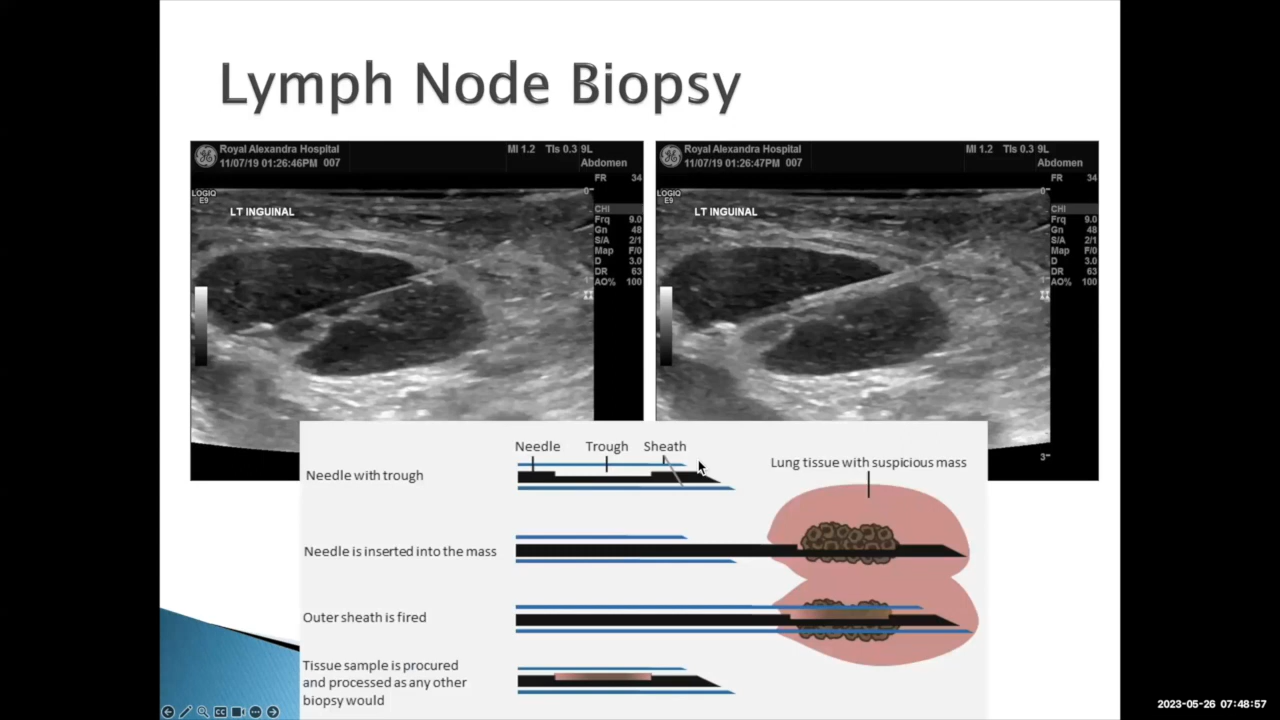 Lymph Node Biopsy
Royal Alexandra Hospital
11/07/19 01:26:46PM 007
MI 1.2 TIs 0.3 9L
Abdomen
LOGIQ
E9
LT INGUINAL
FR 34
0
CHI
Frq 9.0
Gn 48
S/A 2/1
Map F/0
D 3.0
DR 63
AO% 100
1
Royal Alexandra Hospital
11/07/19 01:26:47PM 007
MI 1.2 TIs 0.3 9L
Abdomen
LOGIQ
E9
LT INGUINAL
FR 34
0
CHI
Frq 9.0
Gn 48
S/A 2/1
Map F/0
D 3.0
DR 63
AO% 100
1
3
Needle Trough Sheath
Needle with trough
Lung tissue with suspicious mass
Needle is inserted into the mass
Outer sheath is fired
Tissue sample is procured
and processed as any other
biopsy would
CC
2023-05-26 07:48:57